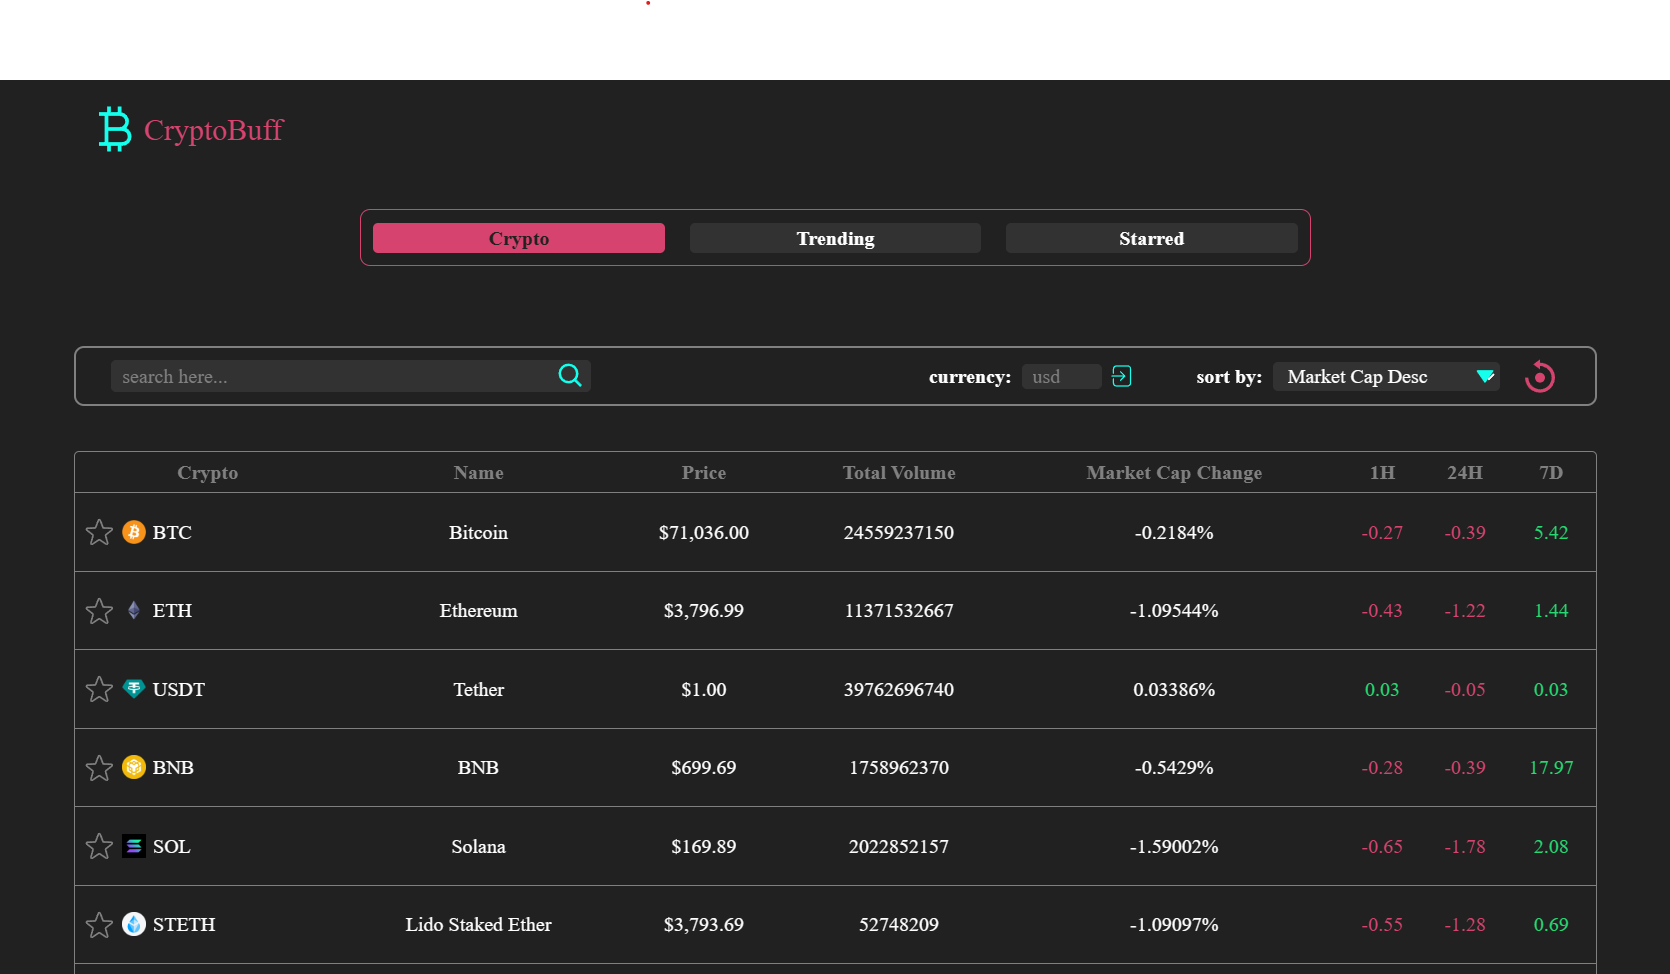 CryptoBuff
Crypto Trending Starred
search here... currency: usd sort by: Market Cap Desc
Crypto Name Price Total Volume Market Cap Change 1H 24H 7D
BTC Bitcoin $71,036.00 24559237150 -0.2184% -0.27 -0.39 5.42
ETH Ethereum $3,796.99 11371532667 -1.09544% -0.43 -1.22 1.44
USDT Tether $1.00 39762696740 0.03386% 0.03 -0.05 0.03
BNB BNB $699.69 1758962370 -0.5429% -0.28 -0.39 17.97
SOL Solana $169.89 2022852157 -1.59002% -0.65 -1.78 2.08
STETH Lido Staked Ether $3,793.69 52748209 -1.09097% -0.55 -1.28 0.69